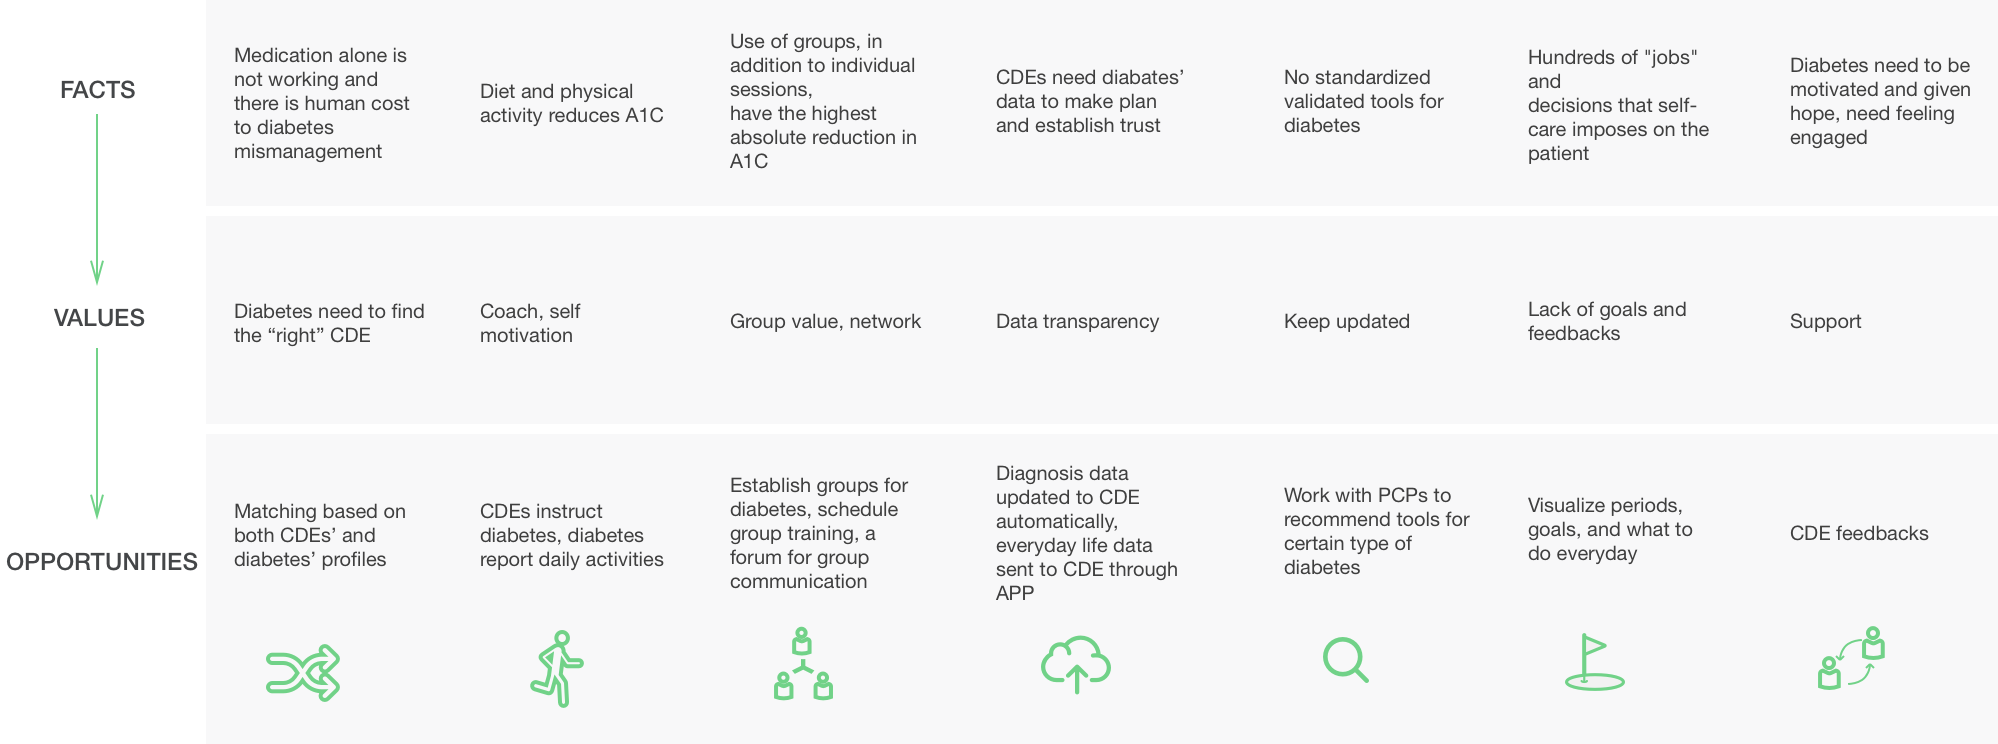 FACTS
Medication alone is
not working and
there is human cost
to diabetes
mismanagement
Diet and physical
activity reduces A1C
Use of groups, in
addition to individual
sessions,
have the highest
absolute reduction in
A1C
CDEs need diabates’
data to make plan
and establish trust
No standardized
validated tools for
diabetes
Hundreds of "jobs"
and
decisions that self-
care imposes on the
patient
Diabetes need to be
motivated and given
hope, need feeling
engaged
VALUES
Diabetes need to find
the “right” CDE
Coach, self
motivation
Group value, network
Data transparency
Keep updated
Lack of goals and
feedbacks
Support
OPPORTUNITIES
Matching based on
both CDEs’ and
diabetes’ profiles
CDEs instruct
diabetes, diabetes
report daily activities
Establish groups for
diabetes, schedule
group training, a
forum for group
communication
Diagnosis data
updated to CDE
automatically,
everyday life data
sent to CDE through
APP
Work with PCPs to
recommend tools for
certain type of
diabetes
Visualize periods,
goals, and what to
do everyday
CDE feedbacks